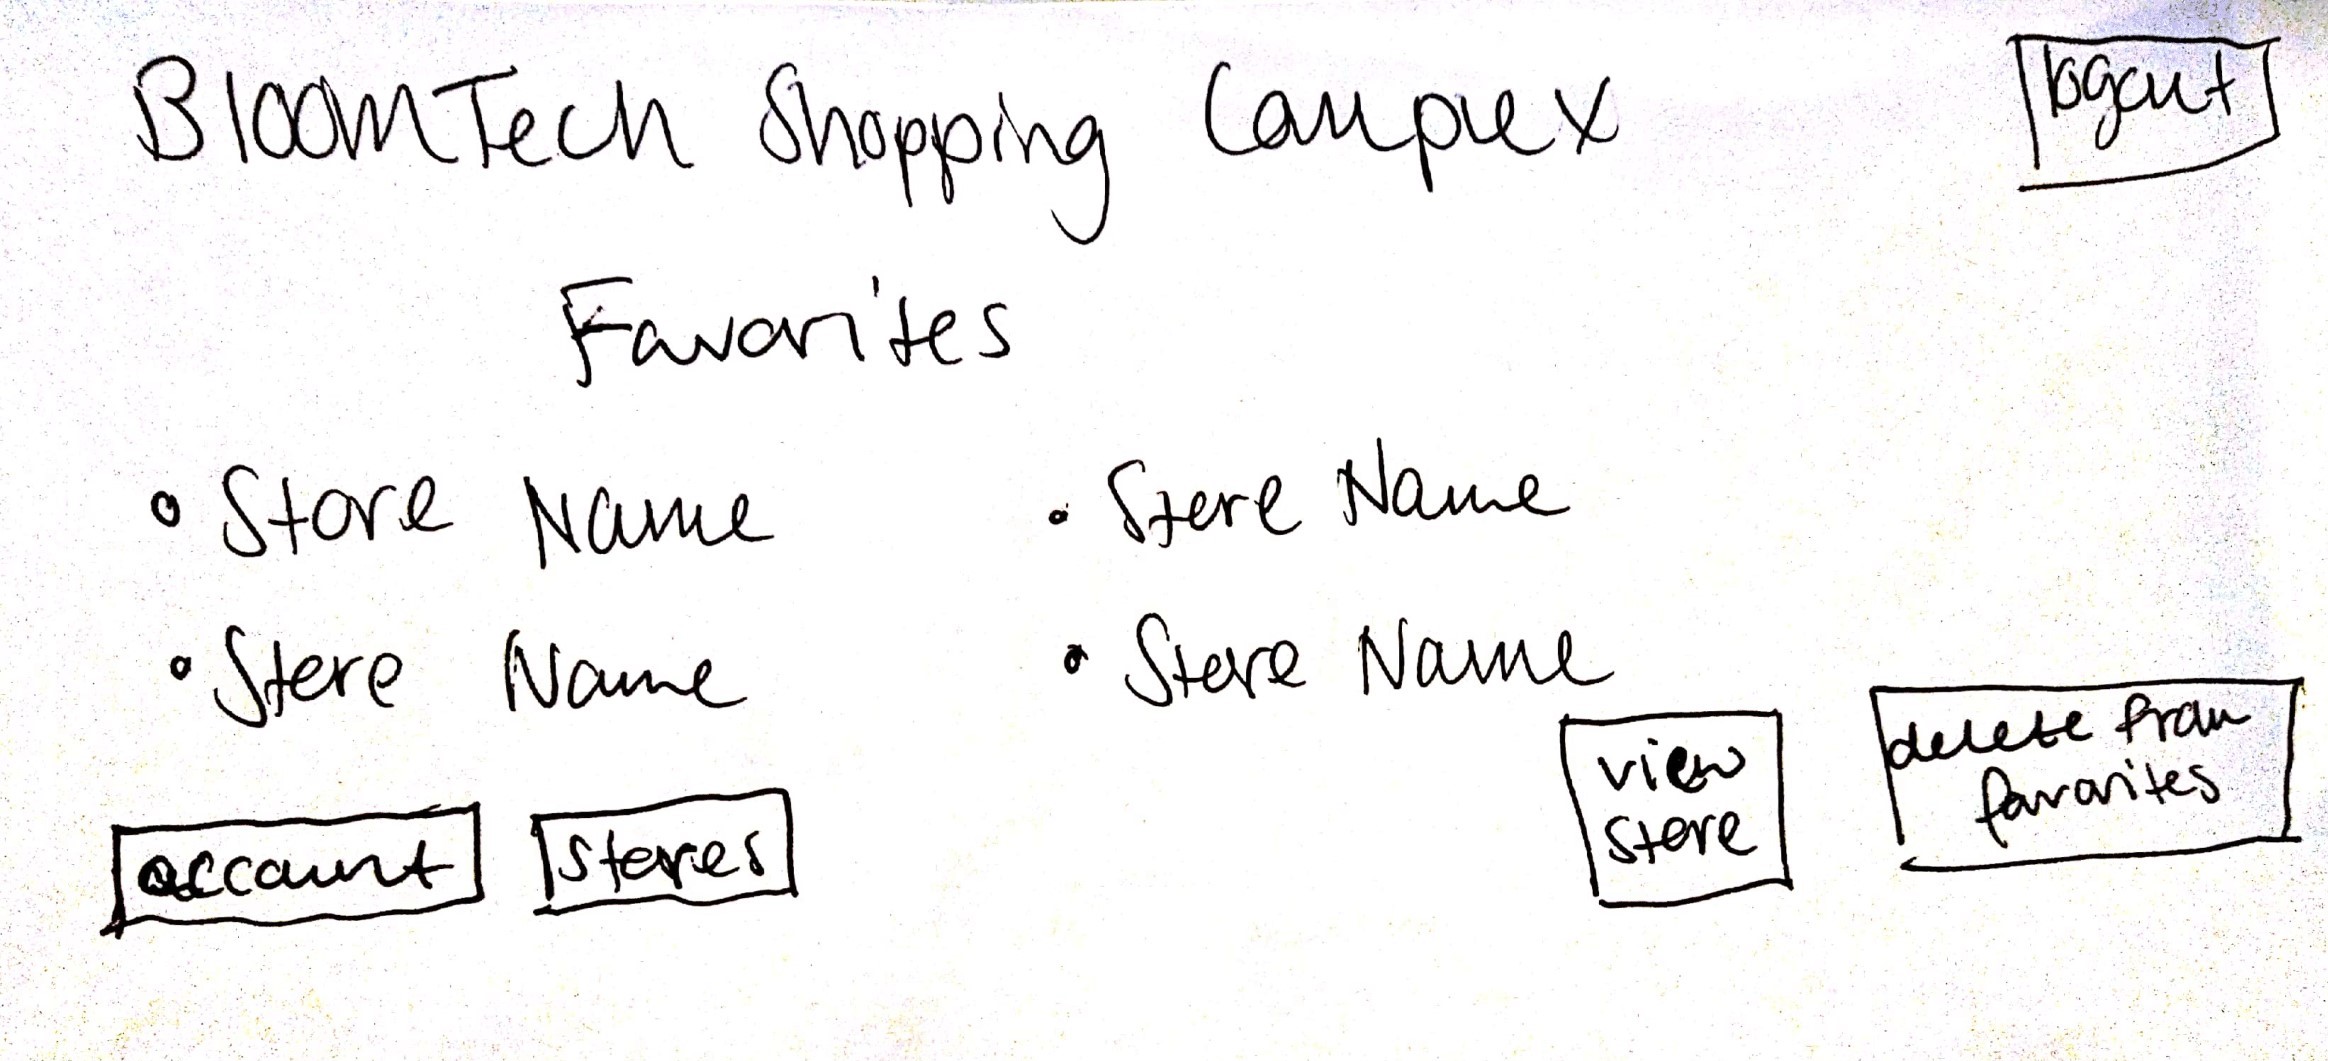 BloomTech Shopping Complex
logout
Favorites
• Store Name
• Store Name
• Store Name
• Store Name
account
stores
view
store
delete from
favorites